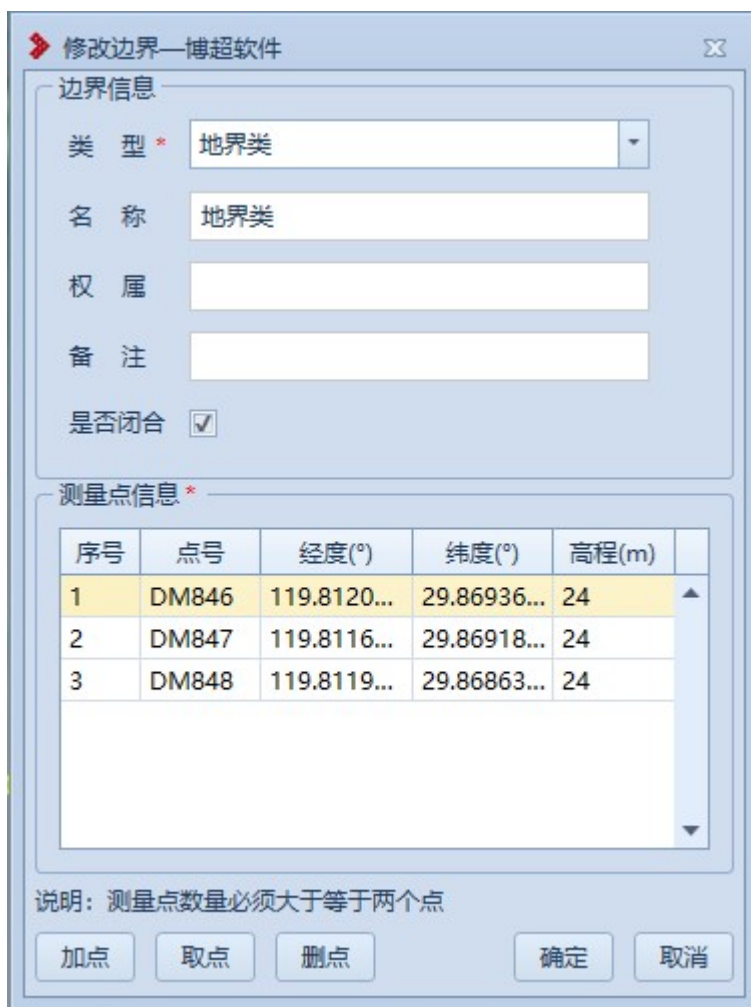 修改边界—博超软件
边界信息
类 型 * 地界类
名 称 地界类
权 属
备 注
是否闭合
测量点信息 *
序号 点号 经度(°) 纬度(°) 高程(m)
1 DM846 119.8120... 29.86936... 24
2 DM847 119.8116... 29.86918... 24
3 DM848 119.8119... 29.86863... 24
说明：测量点数量必须大于等于两个点
加点 取点 删点 确定 取消